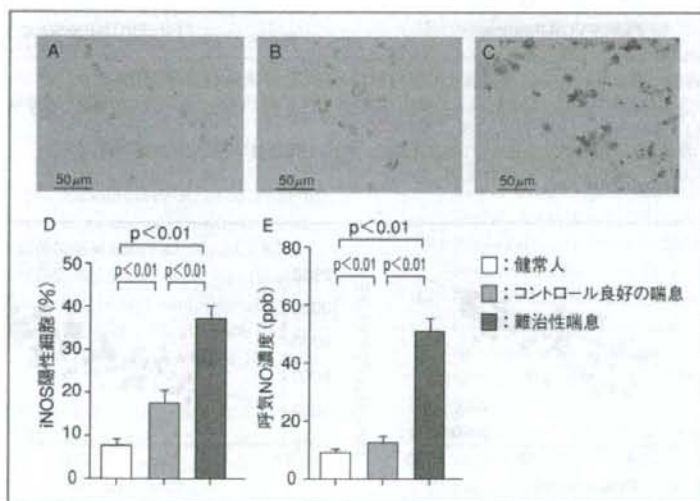 A
B
C
50μm
50μm
50μm
D
E
p<0.01
p<0.01
p<0.01 p<0.01
p<0.01 p<0.01
50
40
30
20
10
0
iNOS陽性細胞(%)
80
60
40
20
0
呼気NO濃度(ppb)
：健常人
：コントロール良好の喘息
：難治性喘息